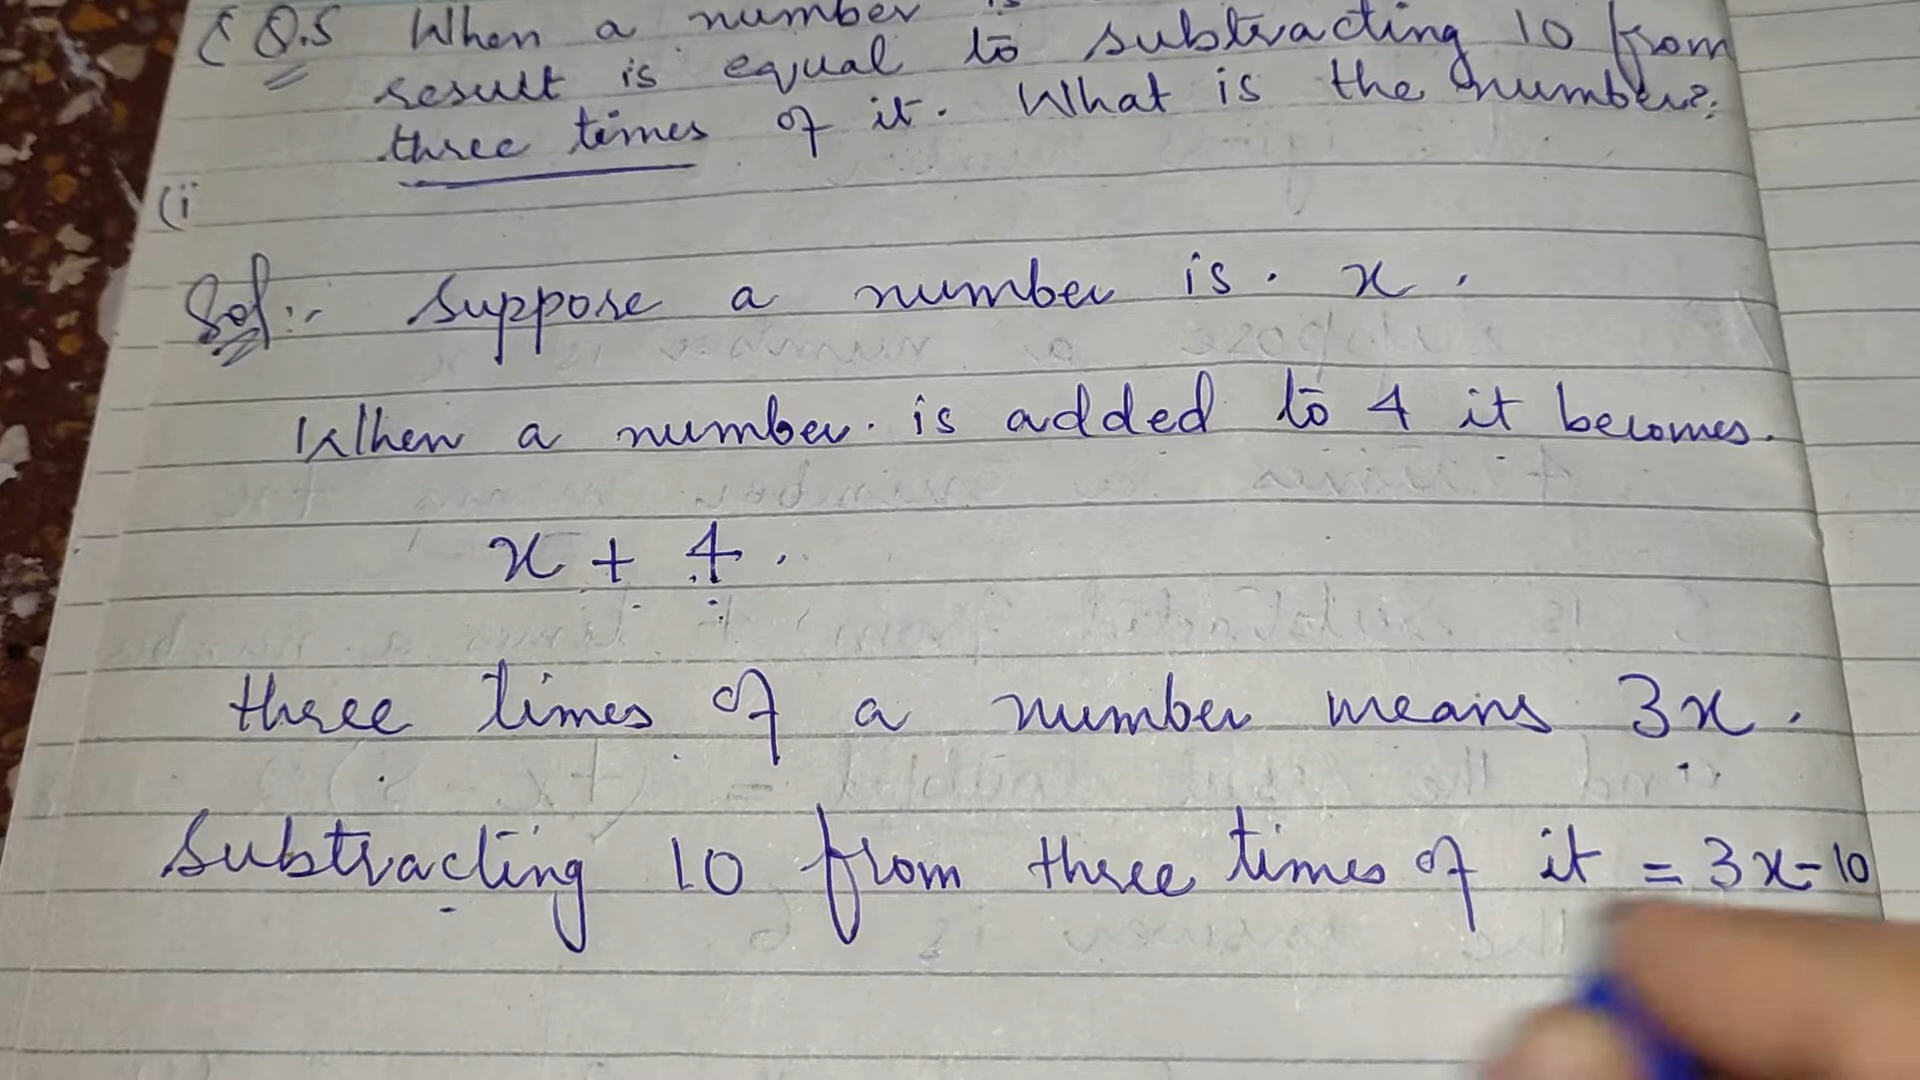 Q.5 When a number is
result is equal to subtracting 10 from
three times of it. What is the number?
(i
Sol:- Suppose a number is. x.
When a number. is added to 4 it becomes.
x + 4.
three times of a number means 3x.
Subtracting 10 from three times of it = 3x-10